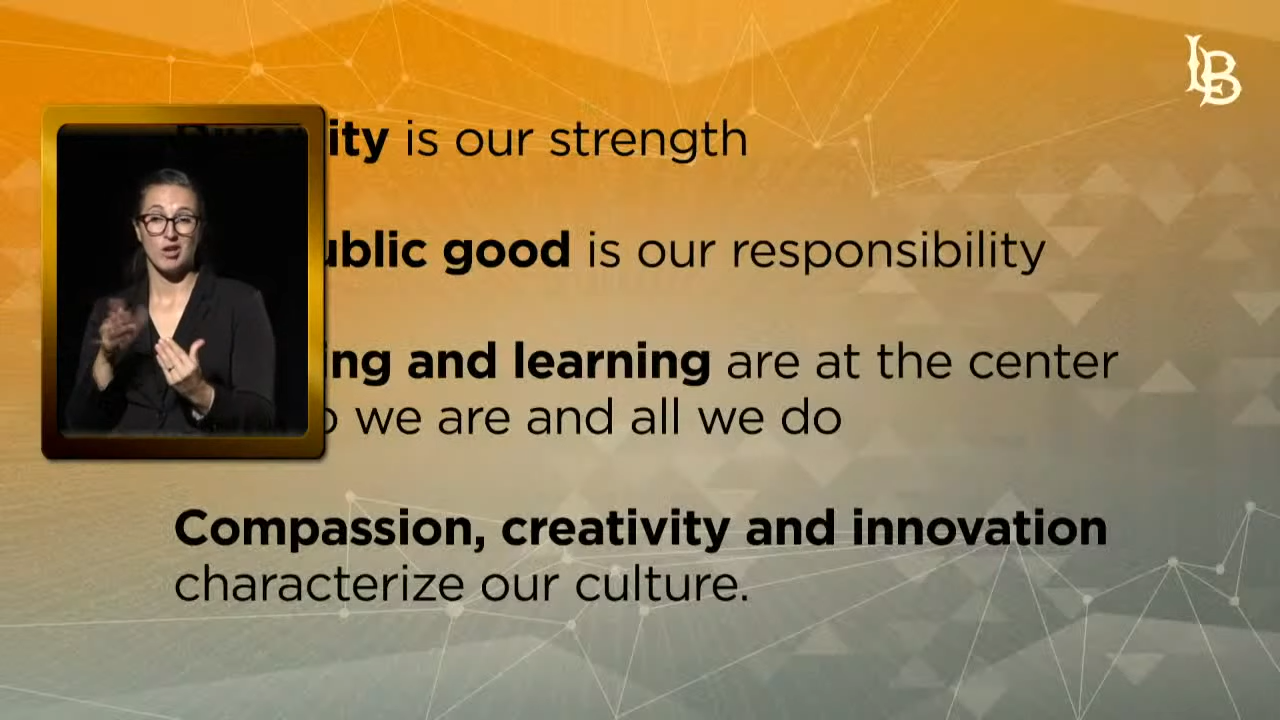 LB
ity is our strength
ublic good is our responsibility
ing and learning are at the center
o we are and all we do
Compassion, creativity and innovation
characterize our culture.